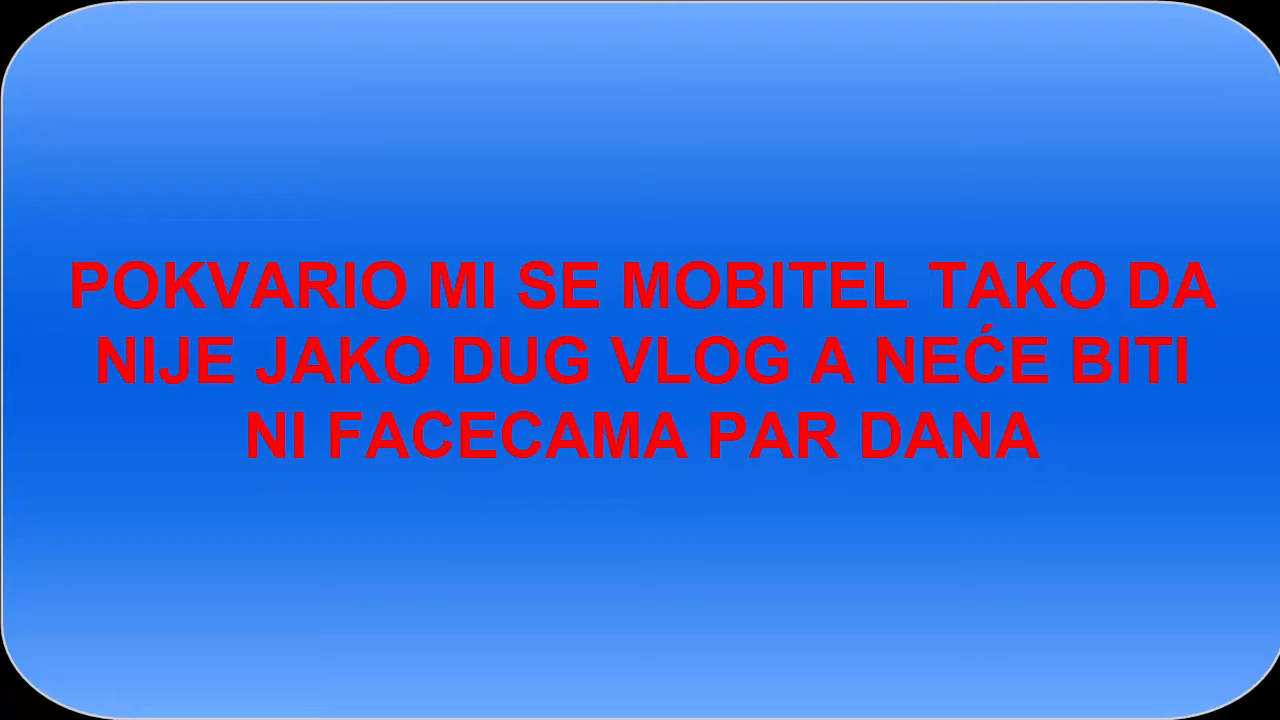 POKVARIO MI SE MOBITEL TAKO DA
NIJE JAKO DUG VLOG A NEĆE BITI
NI FACECAMA PAR DANA